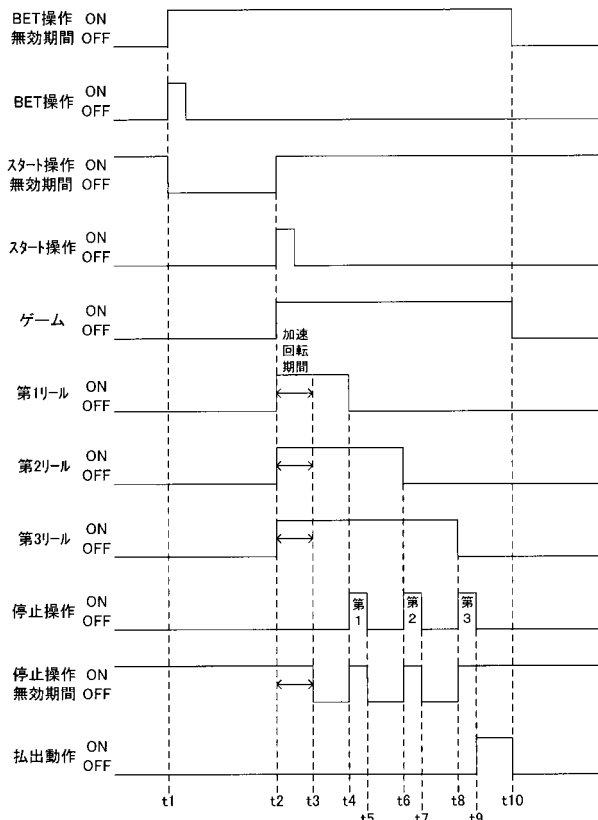 BET操作 ON
無効期間 OFF
BET操作 ON
OFF
スタート操作 ON
無効期間 OFF
スタート操作 ON
OFF
ゲーム ON
OFF
加速
回転
期間
第1リール ON
OFF
第2リール ON
OFF
第3リール ON
OFF
停止操作 ON
OFF
第
1
第
2
第
3
停止操作 ON
無効期間 OFF
払出動作 ON
OFF
t1 t2 t3 t4 t6 t8 t10
t5 t7 t9